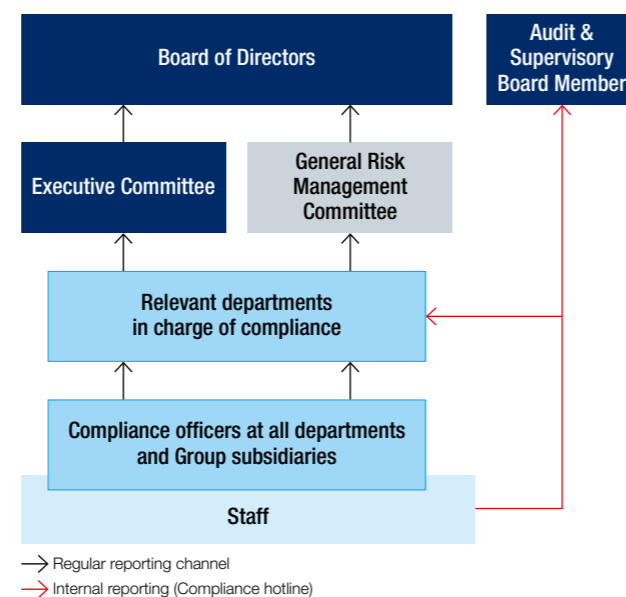 Board of Directors
Audit &
Supervisory
Board Member
Executive Committee
General Risk
Management
Committee
Relevant departments
in charge of compliance
Compliance officers at all departments
and Group subsidiaries
Staff
Regular reporting channel
Internal reporting (Compliance hotline)